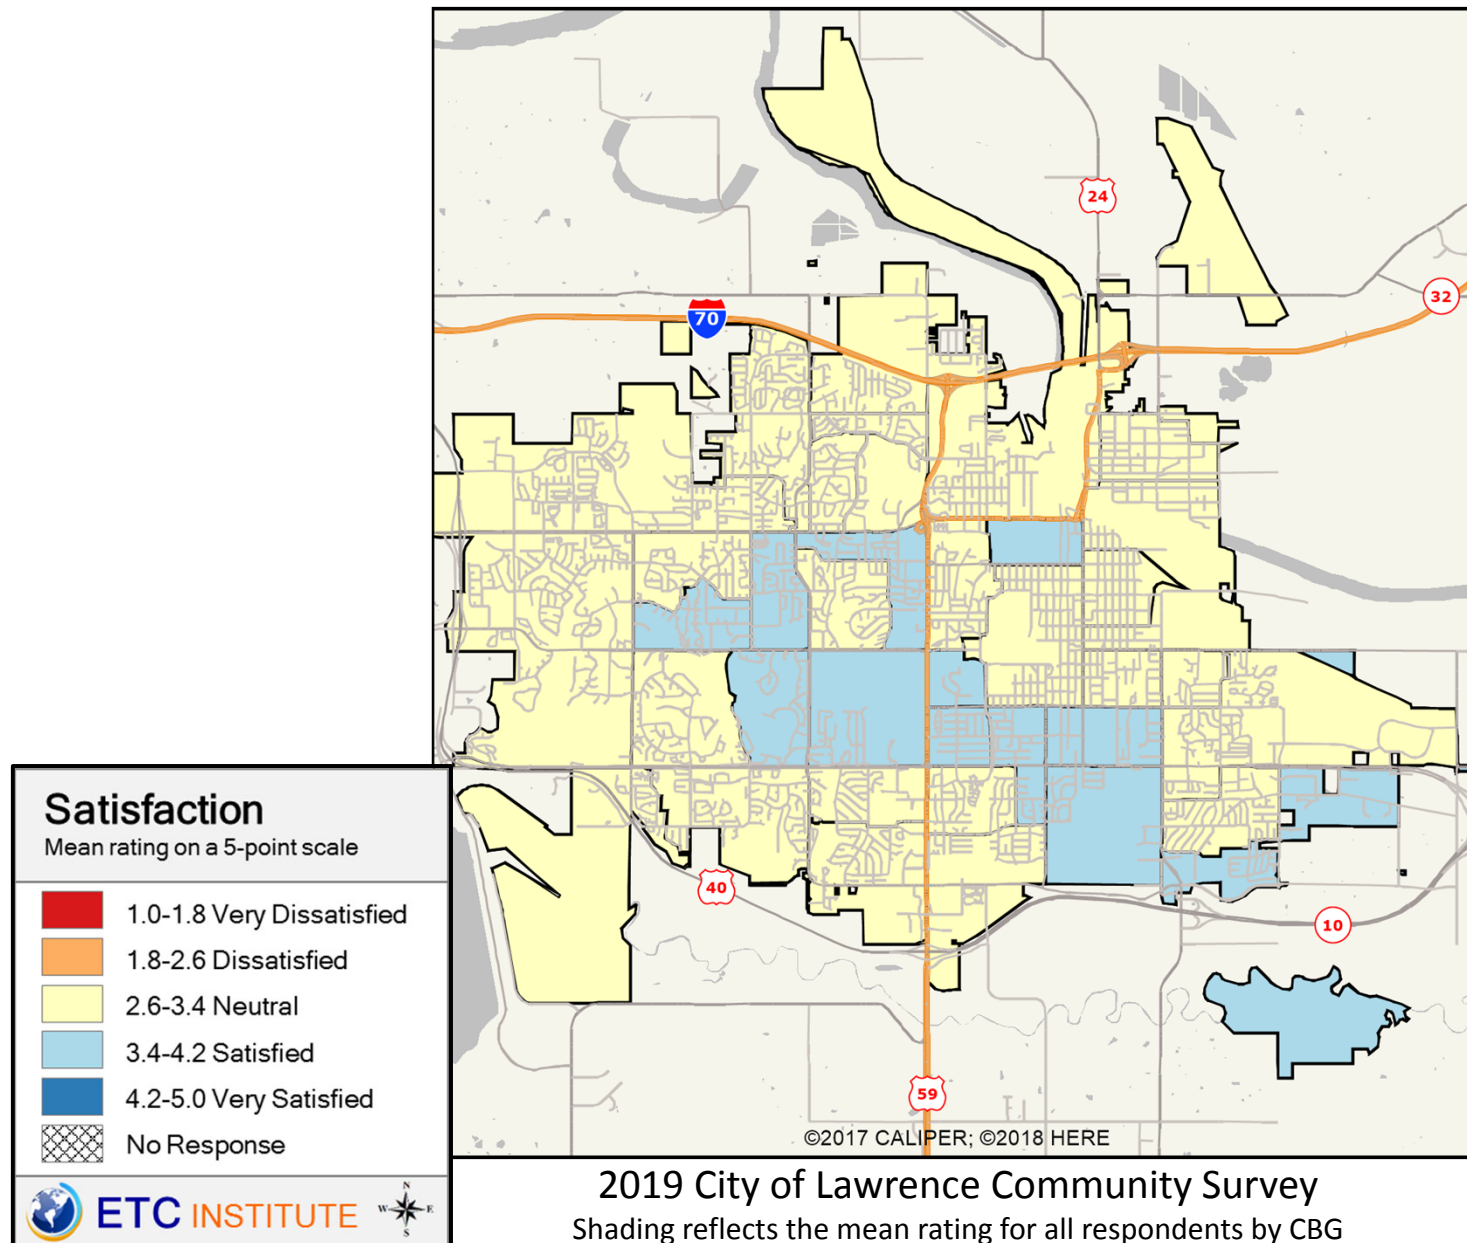 24
32
70
40
10
59
©2017 CALIPER; ©2018 HERE
Satisfaction
Mean rating on a 5-point scale
1.0-1.8 Very Dissatisfied
1.8-2.6 Dissatisfied
2.6-3.4 Neutral
3.4-4.2 Satisfied
4.2-5.0 Very Satisfied
No Response
ETC INSTITUTE
N
W E
S
2019 City of Lawrence Community Survey
Shading reflects the mean rating for all respondents by CBG